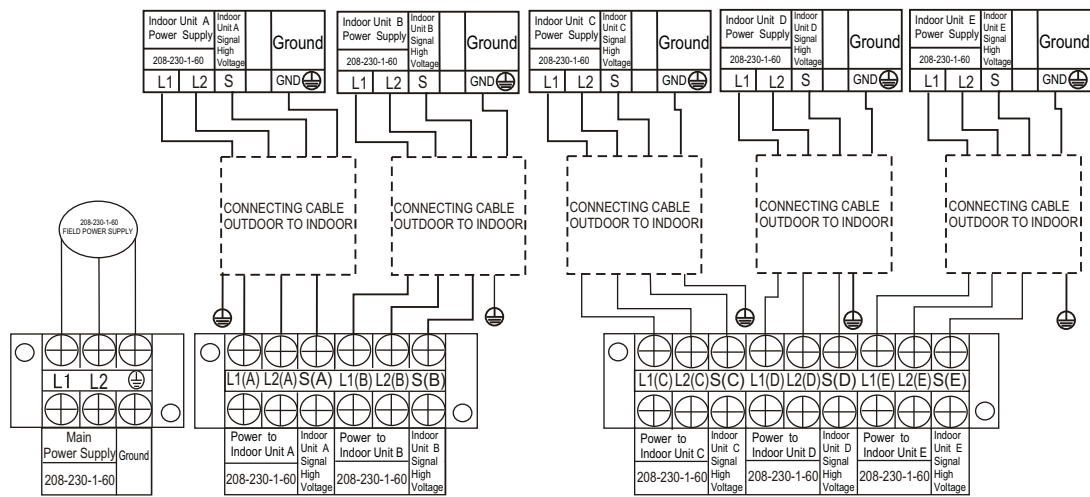 Indoor Unit A
Power Supply
208-230-1-60
Indoor
Unit A
Signal
High
Voltage
Ground
L1 L2 S GND
Indoor Unit B
Power Supply
208-230-1-60
Indoor
Unit B
Signal
High
Voltage
Ground
L1 L2 S GND
Indoor Unit C
Power Supply
208-230-1-60
Indoor
Unit C
Signal
High
Voltage
Ground
L1 L2 S GND
Indoor Unit D
Power Supply
208-230-1-60
Indoor
Unit D
Signal
High
Voltage
Ground
L1 L2 S GND
Indoor Unit E
Power Supply
208-230-1-60
Indoor
Unit E
Signal
High
Voltage
Ground
L1 L2 S GND
CONNECTING CABLE
OUTDOOR TO INDOOR
CONNECTING CABLE
OUTDOOR TO INDOOR
CONNECTING CABLE
OUTDOOR TO INDOOR
CONNECTING CABLE
OUTDOOR TO INDOOR
CONNECTING CABLE
OUTDOOR TO INDOOR
208-230-1-60
FIELD POWER SUPPLY
L1 L2
Main
Power Supply
208-230-1-60
Ground
L1(A) L2(A) S(A) L1(B) L2(B) S(B)
Power to
Indoor Unit A
208-230-1-60
Indoor
Unit A
Signal
High
Voltage
Power to
Indoor Unit B
208-230-1-60
Indoor
Unit B
Signal
High
Voltage
L1(C) L2(C) S(C) L1(D) L2(D) S(D) L1(E) L2(E) S(E)
Power to
Indoor Unit C
208-230-1-60
Indoor
Unit C
Signal
High
Voltage
Power to
Indoor Unit D
208-230-1-60
Indoor
Unit D
Signal
High
Voltage
Power to
Indoor Unit E
208-230-1-60
Indoor
Unit E
Signal
High
Voltage